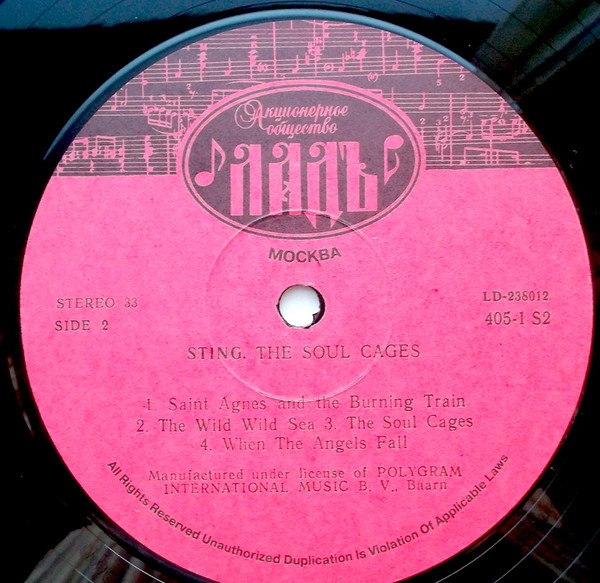 Акционерное
общество
ЛАДЪ
МОСКВА
STEREO 33
SIDE 2
LD-238012
405-1 S2
STING. THE SOUL CAGES
1. Saint Agnes and the Burning Train
2. The Wild Wild Sea 3. The Soul Cages
4. When The Angels Fall
Manufactured under license of POLYGRAM
INTERNATIONAL MUSIC B. V., Baarn
All Rights Reserved Unauthorized Duplication Is Violation Of Applicable Laws